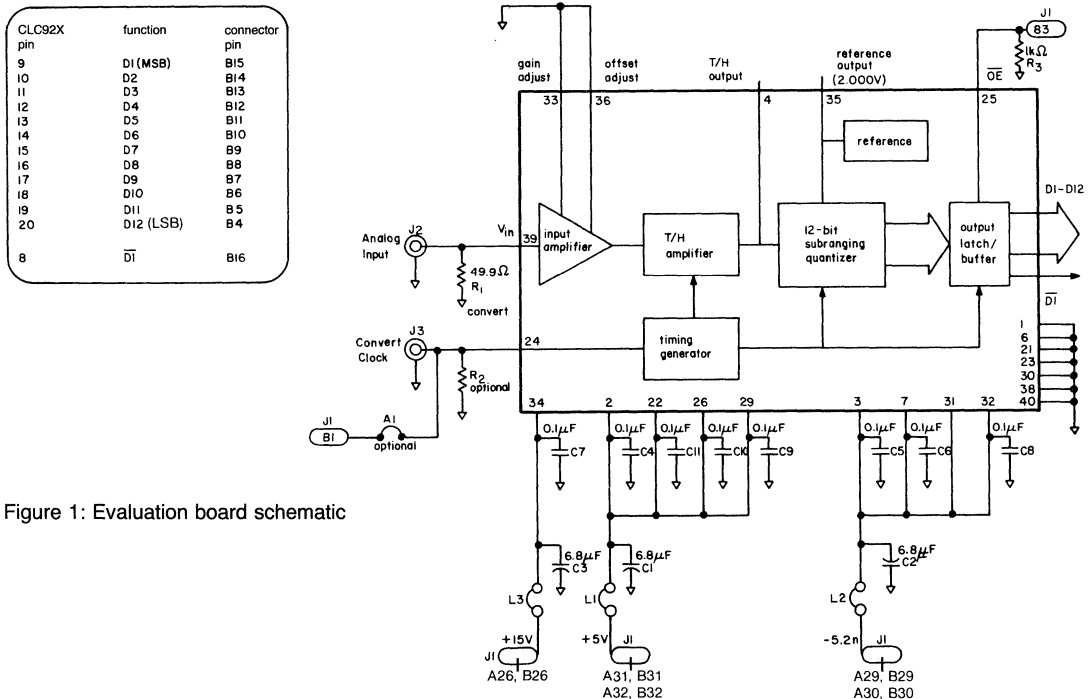 CLC92X pin function connector pin
9 D1 (MSB) B15
10 D2 B14
11 D3 B13
12 D4 B12
13 D5 B11
14 D6 B10
15 D7 B9
16 D8 B8
17 D9 B7
18 D10 B6
19 D11 B5
20 D12 (LSB) B4
8 D1 B16
gain adjust
33
offset adjust
36
T/H output
4
reference output (2.000V)
35
J1
83
1kΩ
R3
OE
25
reference
D1~D12
J2
Analog Input
Vin
39
input amplifier
T/H amplifier
12-bit subranging quantizer
output latch/ buffer
49.9Ω
R1
convert
D1
J3
Convert Clock
24
timing generator
R2
optional
1
6
21
23
30
38
40
J1
B1
A1
optional
34
2
22
26
29
3
7
31
32
0.1μF
C7
0.1μF
C4
0.1μF
C11
0.1μF
C10
0.1μF
C9
0.1μF
C5
0.1μF
C6
0.1μF
C8
Figure 1: Evaluation board schematic
6.8μF
C3
6.8μF
C1
6.8μF
C2
L3
L1
L2
+15V
J1
A26, B26
+5V
J1
A31, B31
A32, B32
-5.2n
J1
A29, B29
A30, B30